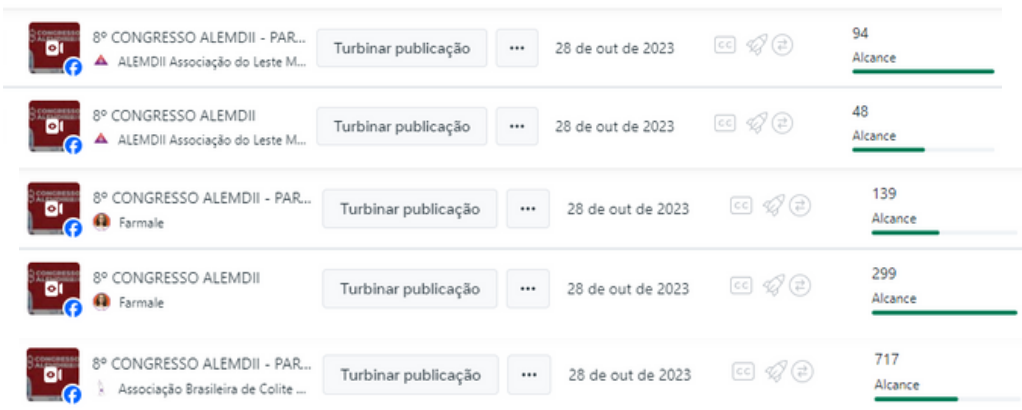 8º CONGRESSO ALEMDII - PAR...
ALEMDII Associação do Leste M...
Turbinar publicação
...
28 de out de 2023
CC
94
Alcance
8º CONGRESSO ALEMDII
ALEMDII Associação do Leste M...
Turbinar publicação
...
28 de out de 2023
CC
48
Alcance
8º CONGRESSO ALEMDII - PAR...
Farmale
Turbinar publicação
...
28 de out de 2023
CC
139
Alcance
8º CONGRESSO ALEMDII
Farmale
Turbinar publicação
...
28 de out de 2023
CC
299
Alcance
8º CONGRESSO ALEMDII - PAR...
Associação Brasileira de Colite ...
Turbinar publicação
...
28 de out de 2023
CC
717
Alcance